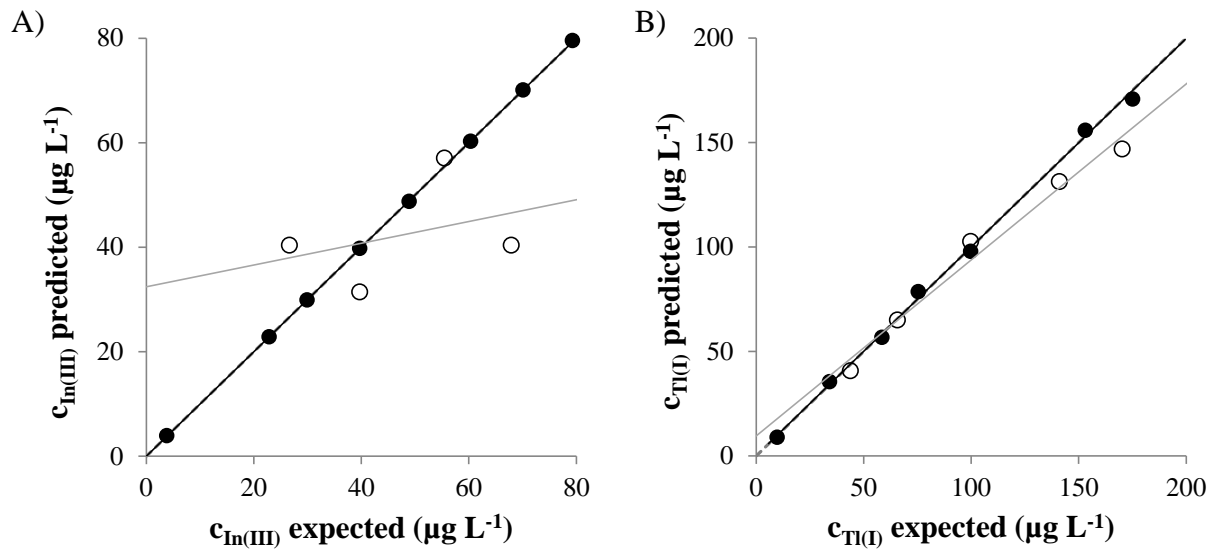 A)
80
60
40
20
0
0 20 40 60 80
c_In(III) predicted (µg L⁻¹)
c_In(III) expected (µg L⁻¹)
B)
200
150
100
50
0
0 50 100 150 200
c_Tl(I) predicted (µg L⁻¹)
c_Tl(I) expected (µg L⁻¹)